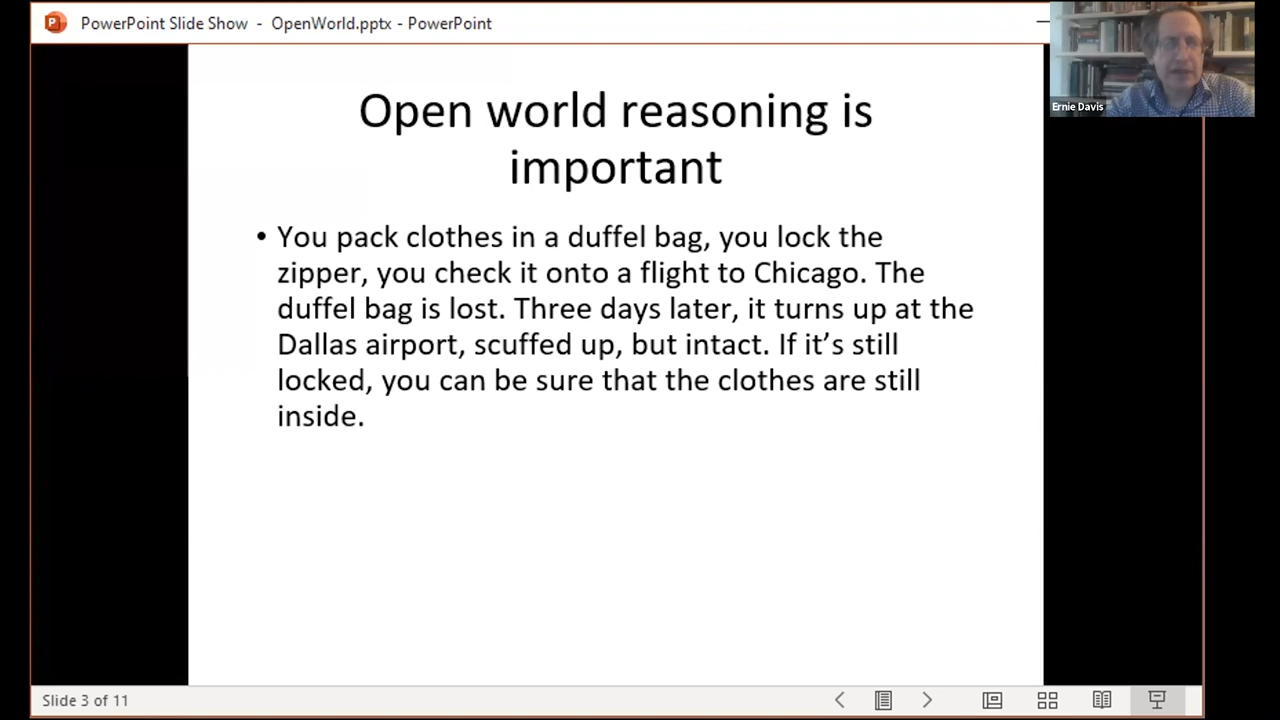 PowerPoint Slide Show - OpenWorld.pptx - PowerPoint
Ernie Davis
Open world reasoning is
important
• You pack clothes in a duffel bag, you lock the
zipper, you check it onto a flight to Chicago. The
duffel bag is lost. Three days later, it turns up at the
Dallas airport, scuffed up, but intact. If it’s still
locked, you can be sure that the clothes are still
inside.
Slide 3 of 11